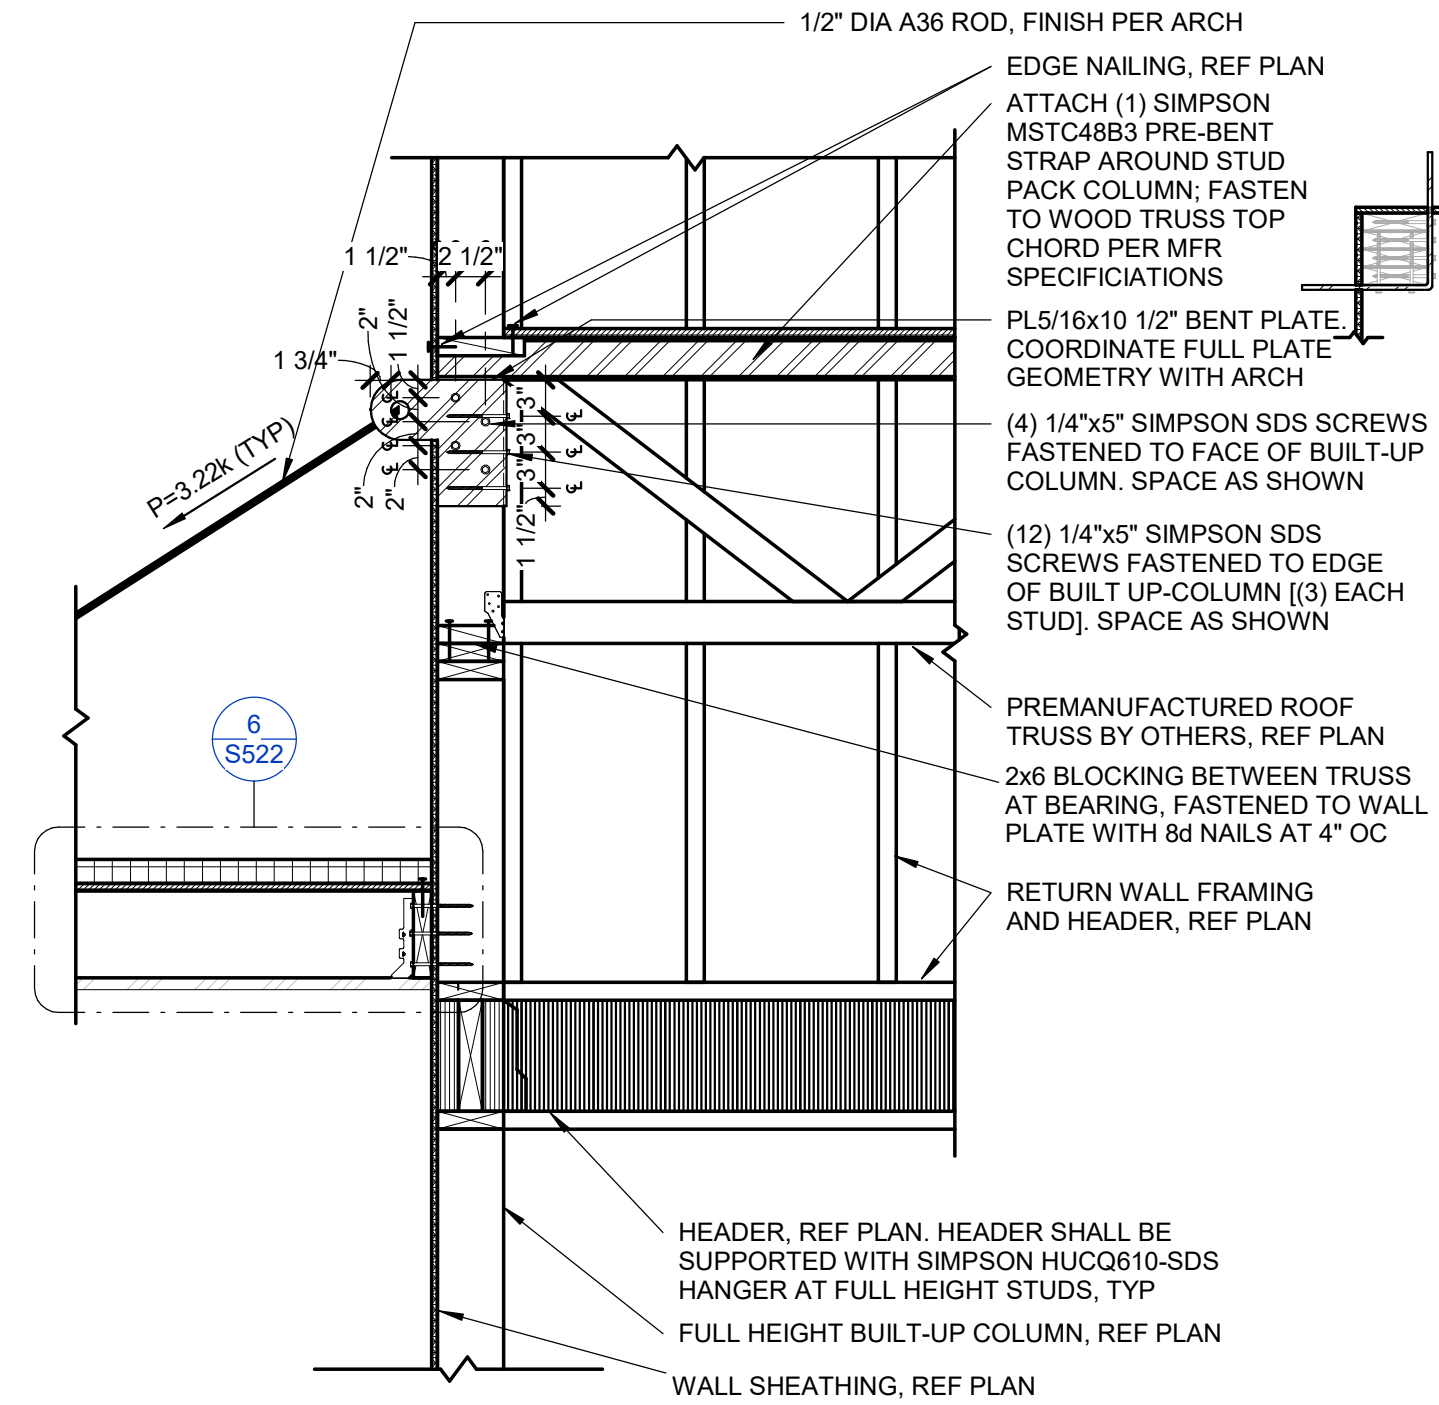 1/2" DIA A36 ROD, FINISH PER ARCH
EDGE NAILING, REF PLAN
ATTACH (1) SIMPSON
MSTC48B3 PRE-BENT
STRAP AROUND STUD
PACK COLUMN; FASTEN
TO WOOD TRUSS TOP
CHORD PER MFR
SPECIFICIATIONS
1 1/2"
2 1/2"
2"
1 1/2"
1 3/4"
PL5/16x10 1/2" BENT PLATE.
COORDINATE FULL PLATE
GEOMETRY WITH ARCH
3"
3"
3"
1 1/2"
2"
2"
P=3.22k (TYP)
(4) 1/4"x5" SIMPSON SDS SCREWS
FASTENED TO FACE OF BUILT-UP
COLUMN. SPACE AS SHOWN
(12) 1/4"x5" SIMPSON SDS
SCREWS FASTENED TO EDGE
OF BUILT UP-COLUMN [(3) EACH
STUD]. SPACE AS SHOWN
PREMANUFACTURED ROOF
TRUSS BY OTHERS, REF PLAN
6
S522
2x6 BLOCKING BETWEEN TRUSS
AT BEARING, FASTENED TO WALL
PLATE WITH 8d NAILS AT 4" OC
RETURN WALL FRAMING
AND HEADER, REF PLAN
HEADER, REF PLAN. HEADER SHALL BE
SUPPORTED WITH SIMPSON HUCQ610-SDS
HANGER AT FULL HEIGHT STUDS, TYP
FULL HEIGHT BUILT-UP COLUMN, REF PLAN
WALL SHEATHING, REF PLAN